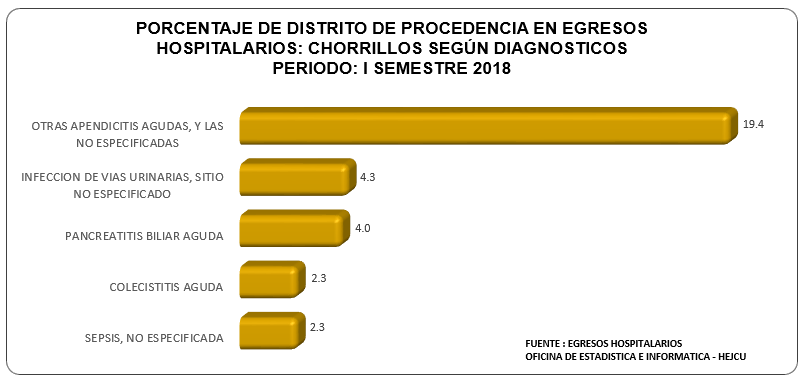 PORCENTAJE DE DISTRITO DE PROCEDENCIA EN EGRESOS
HOSPITALARIOS: CHORRILLOS SEGÚN DIAGNOSTICOS
PERIODO: I SEMESTRE 2018
OTRAS APENDICITIS AGUDAS, Y LAS
NO ESPECIFICADAS
19.4
INFECCION DE VIAS URINARIAS, SITIO
NO ESPECIFICADO
4.3
PANCREATITIS BILIAR AGUDA
4.0
COLECISTITIS AGUDA
2.3
SEPSIS, NO ESPECIFICADA
2.3
FUENTE : EGRESOS HOSPITALARIOS
OFICINA DE ESTADISTICA E INFORMATICA - HEJCU